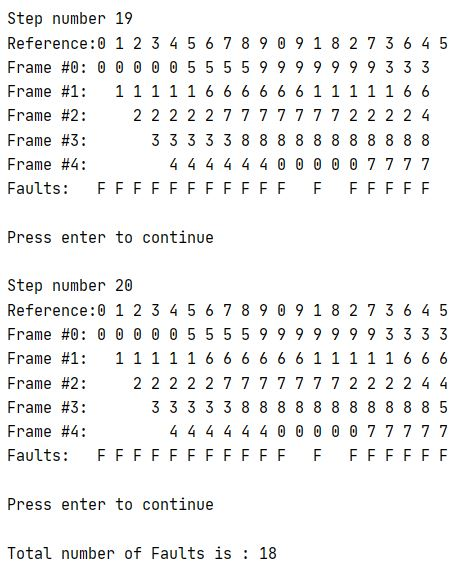 Step number 19
Reference:0 1 2 3 4 5 6 7 8 9 0 9 1 8 2 7 3 6 4 5
Frame #0: 0 0 0 0 0 5 5 5 5 9 9 9 9 9 9 9 3 3 3
Frame #1:   1 1 1 1 1 6 6 6 6 6 6 1 1 1 1 1 6 6
Frame #2:     2 2 2 2 2 7 7 7 7 7 7 7 2 2 2 2 4
Frame #3:       3 3 3 3 3 8 8 8 8 8 8 8 8 8 8 8
Frame #4:         4 4 4 4 4 4 0 0 0 0 0 7 7 7 7
Faults:   F F F F F F F F F F F   F   F F F F F
Press enter to continue
Step number 20
Reference:0 1 2 3 4 5 6 7 8 9 0 9 1 8 2 7 3 6 4 5
Frame #0: 0 0 0 0 0 5 5 5 5 9 9 9 9 9 9 9 3 3 3 3
Frame #1:   1 1 1 1 1 6 6 6 6 6 6 1 1 1 1 1 6 6 6
Frame #2:     2 2 2 2 2 7 7 7 7 7 7 7 2 2 2 2 4 4
Frame #3:       3 3 3 3 3 8 8 8 8 8 8 8 8 8 8 8 5
Frame #4:         4 4 4 4 4 4 0 0 0 0 0 7 7 7 7 7
Faults:   F F F F F F F F F F F   F   F F F F F F
Press enter to continue
Total number of Faults is : 18